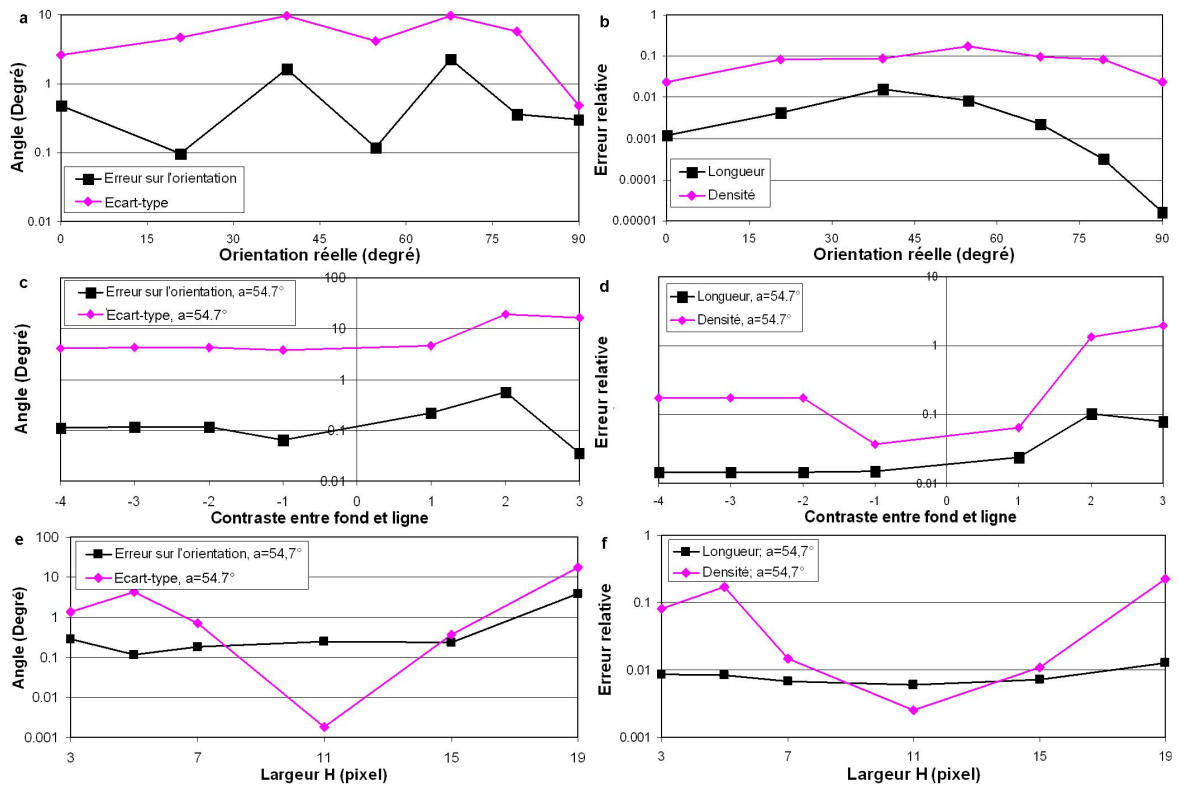 a
10
1
0.1
0.01
Angle (Degré)
Erreur sur l'orientation
Ecart-type
0 15 30 45 60 75 90
Orientation réelle (degré)
b
1
0.1
0.01
0.001
0.0001
0.00001
Erreur relative
Longueur
Densité
0 15 30 45 60 75 90
Orientation réelle (degré)
c
100
10
1
0.1
0.01
Angle (Degré)
Erreur sur l'orientation, a=54.7°
Ecart-type, a=54.7°
-4 -3 -2 -1 0 1 2 3
Contraste entre fond et ligne
d
10
1
0.1
0.01
Erreur relative
Longueur, a=54.7°
Densité, a=54.7°
-4 -3 -2 -1 0 1 2 3
Contraste entre fond et ligne
e
100
10
1
0.1
0.01
0.001
Angle (Degré)
Erreur sur l'orientation, a=54,7°
Ecart-type, a=54.7°
3 7 11 15 19
Largeur H (pixel)
f
1
0.1
0.01
0.001
Erreur relative
Longueur; a=54,7°
Densité; a=54,7°
3 7 11 15 19
Largeur H (pixel)